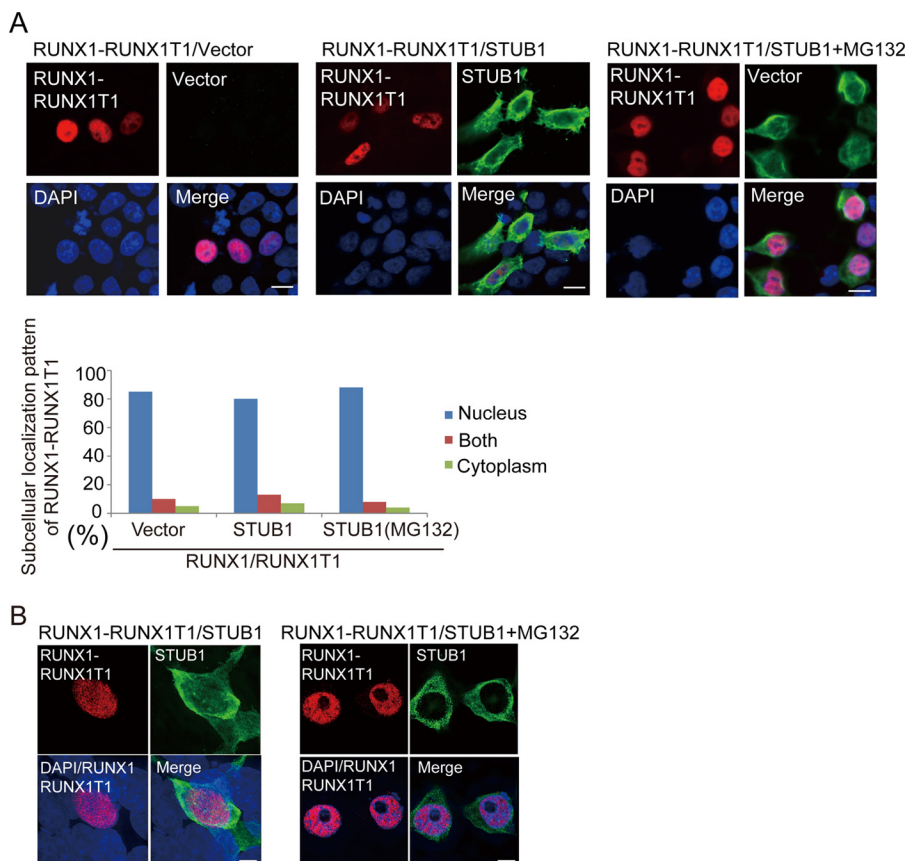 A
RUNX1-RUNX1T1/Vector
RUNX1-
RUNX1T1
Vector
DAPI
Merge
RUNX1-RUNX1T1/STUB1
RUNX1-
RUNX1T1
STUB1
DAPI
Merge
RUNX1-RUNX1T1/STUB1+MG132
RUNX1-
RUNX1T1
Vector
DAPI
Merge
Subcellular localization pattern
of RUNX1-RUNX1T1
100
80
60
40
20
0
(%)
Vector
STUB1
STUB1(MG132)
RUNX1/RUNX1T1
Nucleus
Both
Cytoplasm
B
RUNX1-RUNX1T1/STUB1
RUNX1-
RUNX1T1
STUB1
DAPI/RUNX1
RUNX1T1
Merge
RUNX1-RUNX1T1/STUB1+MG132
RUNX1-
RUNX1T1
STUB1
DAPI/RUNX1
RUNX1T1
Merge